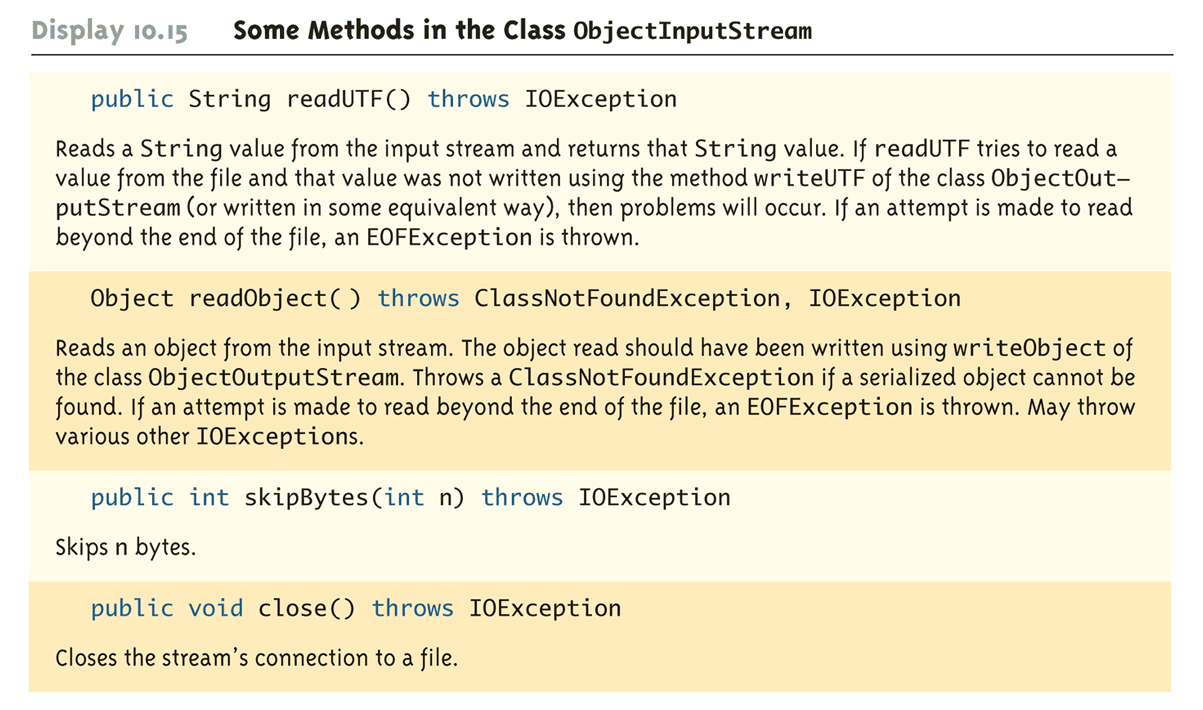 Display 10.15 Some Methods in the Class ObjectInputStream
public String readUTF() throws IOException
Reads a String value from the input stream and returns that String value. If readUTF tries to read a
value from the file and that value was not written using the method writeUTF of the class ObjectOut–
putStream (or written in some equivalent way), then problems will occur. If an attempt is made to read
beyond the end of the file, an EOFException is thrown.
Object readObject( ) throws ClassNotFoundException, IOException
Reads an object from the input stream. The object read should have been written using writeObject of
the class ObjectOutputStream. Throws a ClassNotFoundException if a serialized object cannot be
found. If an attempt is made to read beyond the end of the file, an EOFException is thrown. May throw
various other IOExceptions.
public int skipBytes(int n) throws IOException
Skips n bytes.
public void close() throws IOException
Closes the stream’s connection to a file.